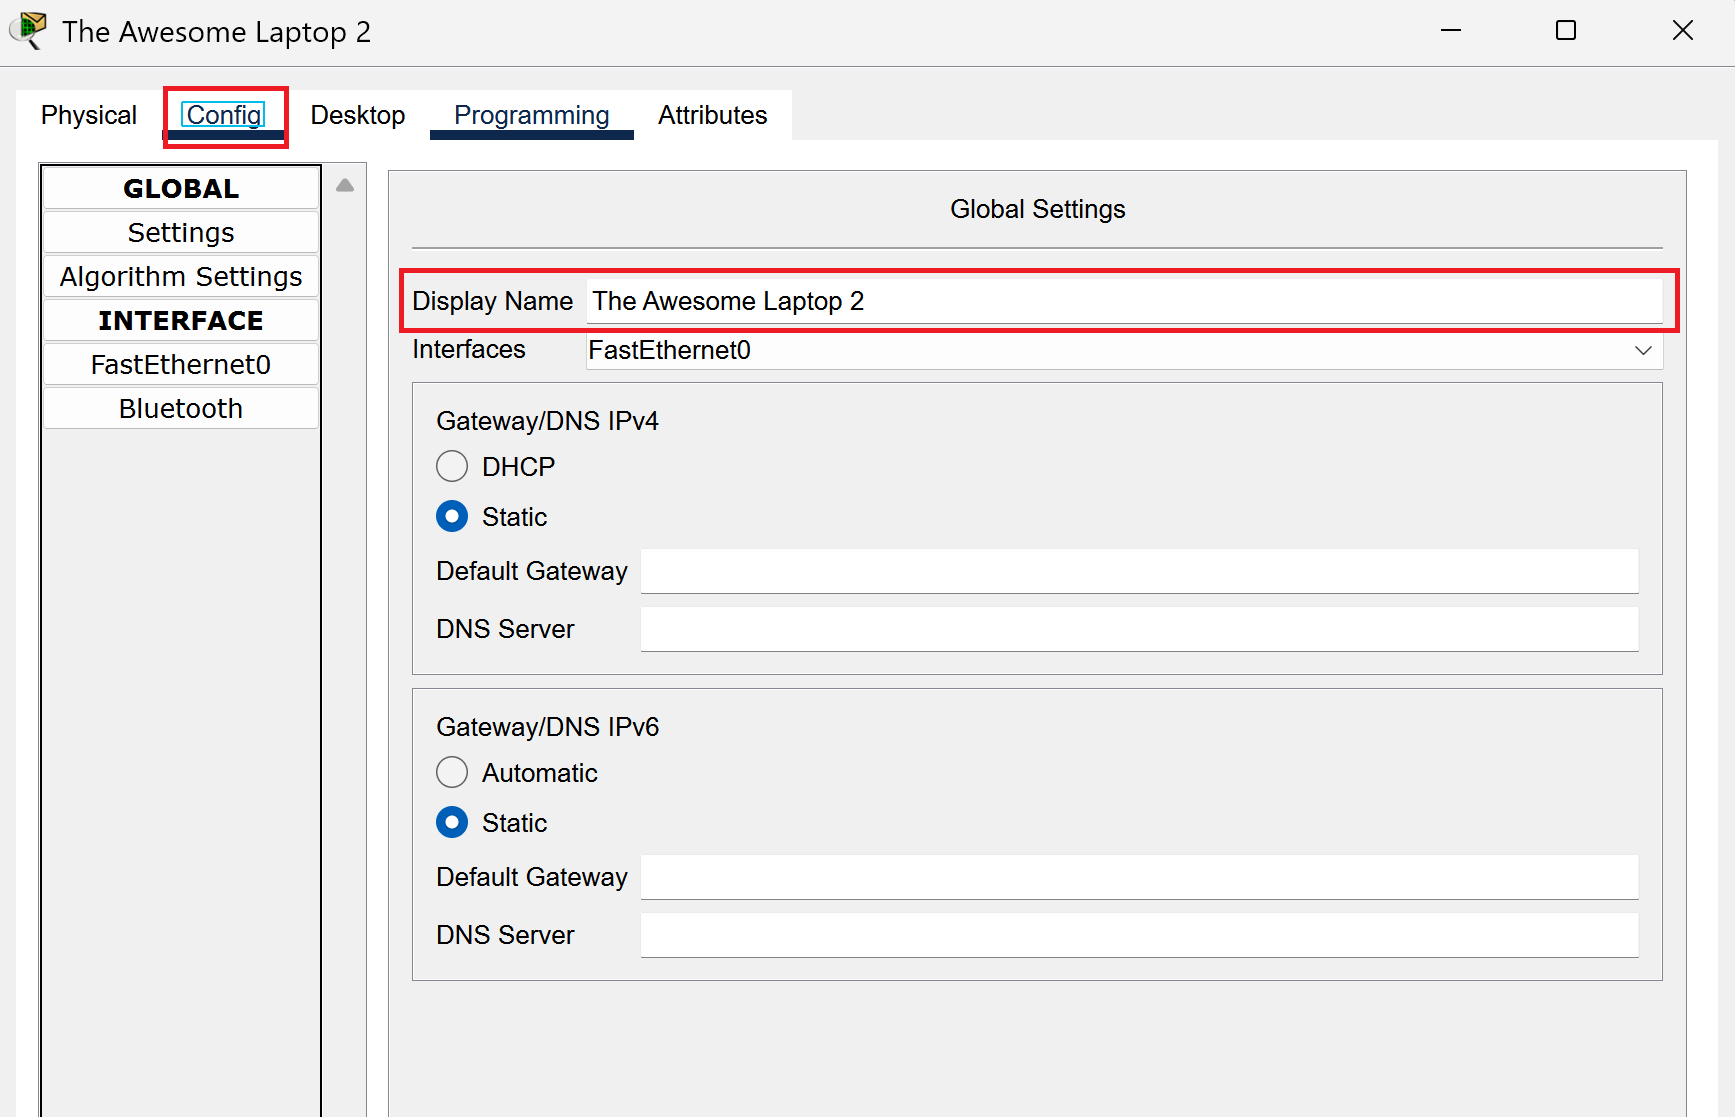 The Awesome Laptop 2
Physical Config Desktop Programming Attributes
GLOBAL
Settings
Algorithm Settings
INTERFACE
FastEthernet0
Bluetooth
Global Settings
Display Name The Awesome Laptop 2
Interfaces FastEthernet0
Gateway/DNS IPv4
DHCP
Static
Default Gateway
DNS Server
Gateway/DNS IPv6
Automatic
Static
Default Gateway
DNS Server